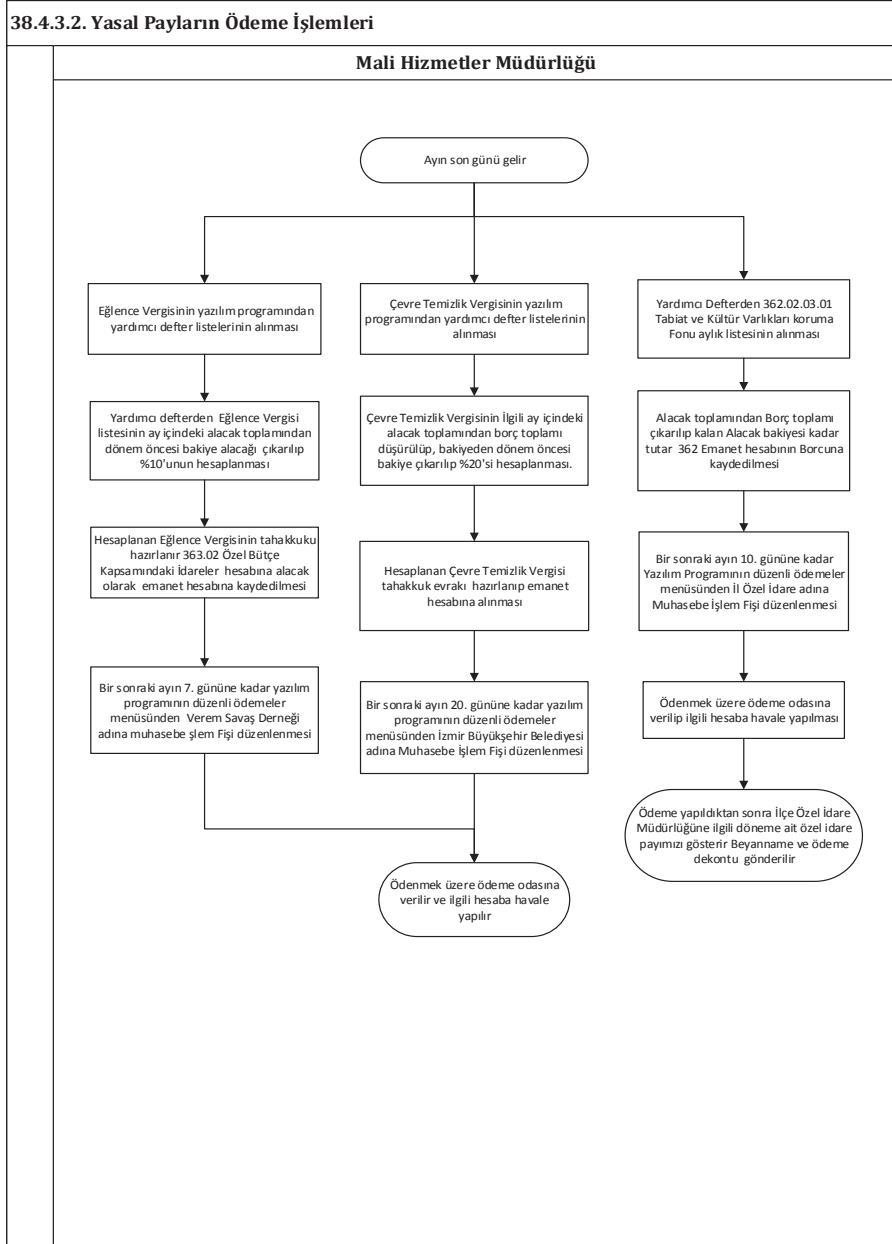 38.4.3.2. Yasal Payların Ödeme İşlemleri
Mali Hizmetler Müdürlüğü
Ayın son günü gelir
Eğlence Vergisinin yazılım programından
yardımcı defter listelerinin alınması
Yardımcı defterden Eğlence Vergisi
listesinin ay içindeki alacak toplamından
dönem öncesi bakiye alacağı çıkarılıp
%10'unun hesaplanması
Hesaplanan Eğlence Vergisinin tahakkuku
hazırlanır 363.02 Özel Bütçe
Kapsamındaki İdareler hesabına alacak
olarak emanet hesabına kaydedilmesi
Bir sonraki ayın 7. gününe kadar yazılım
programının düzenli ödemeler
menüsünden Verem Savaş Derneği
adına muhasebe şlem Fişi düzenlenmesi
Çevre Temizlik Vergisinin yazılım
programından yardımcı defter listelerinin
alınması
Çevre Temizlik Vergisinin İlgili ay içindeki
alacak toplamından borç toplamı
düşürülüp, bakiyeden dönem öncesi
bakiye çıkarılıp %20'si hesaplanması.
Hesaplanan Çevre Temizlik Vergisi
tahakkuk evrakı hazırlanıp emanet
hesabına alınması
Bir sonraki ayın 20. gününe kadar yazılım
programının düzenli ödemeler
menüsünden İzmir Büyükşehir Belediyesi
adına Muhasebe İşlem Fişi düzenlenmesi
Ödenmek üzere ödeme odasına
verilir ve ilgili hesaba havale
yapılır
Yardımcı Defterden 362.02.03.01
Tabiat ve Kültür Varlıkları koruma
Fonu aylık listesinin alınması
Alacak toplamından Borç toplamı
çıkarılıp kalan Alacak bakiyesi kadar
tutar 362 Emanet hesabının Borcuna
kaydedilmesi
Bir sonraki ayın 10. gününe kadar
Yazılım Programının düzenli ödemeler
menüsünden İl Özel İdare adına
Muhasebe İşlem Fişi düzenlenmesi
Ödenmek üzere ödeme odasına
verilip ilgili hesaba havale yapılması
Ödeme yapıldıktan sonra İlçe Özel İdare
Müdürlüğüne ilgili döneme ait özel idare
payımızı gösterir Beyanname ve ödeme
dekontu gönderilir